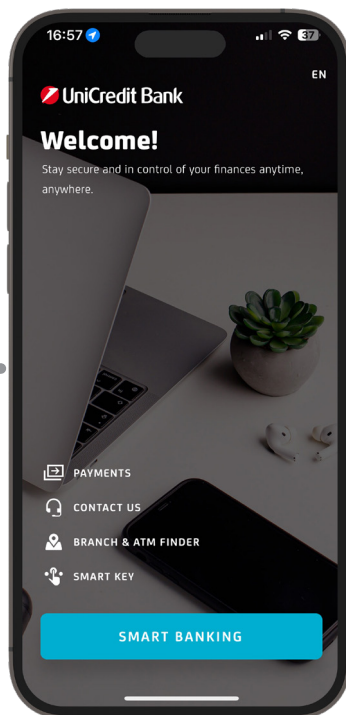 16:57
37
EN
UniCredit Bank
Welcome!
Stay secure and in control of your finances anytime,
anywhere.
PAYMENTS
CONTACT US
BRANCH & ATM FINDER
SMART KEY
SMART BANKING